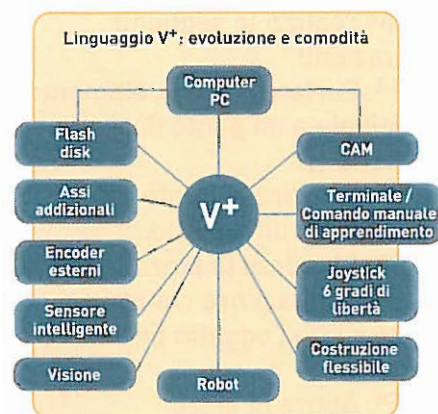 Linguaggio V+: evoluzione e comodità
Computer
PC
Flash
disk
CAM
Assi
addizionali
V+
Terminale /
Comando manuale
di apprendimento
Encoder
esterni
Joystick
6 gradi di
libertà
Sensore
intelligente
Costruzione
flessibile
Visione
Robot